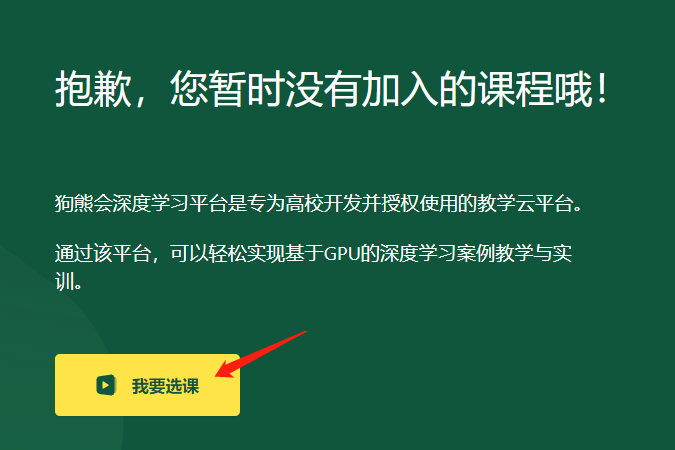 抱歉，您暂时没有加入的课程哦！
狗熊会深度学习平台是专为高校开发并授权使用的教学云平台。
通过该平台，可以轻松实现基于GPU的深度学习案例教学与实
训。
我要选课